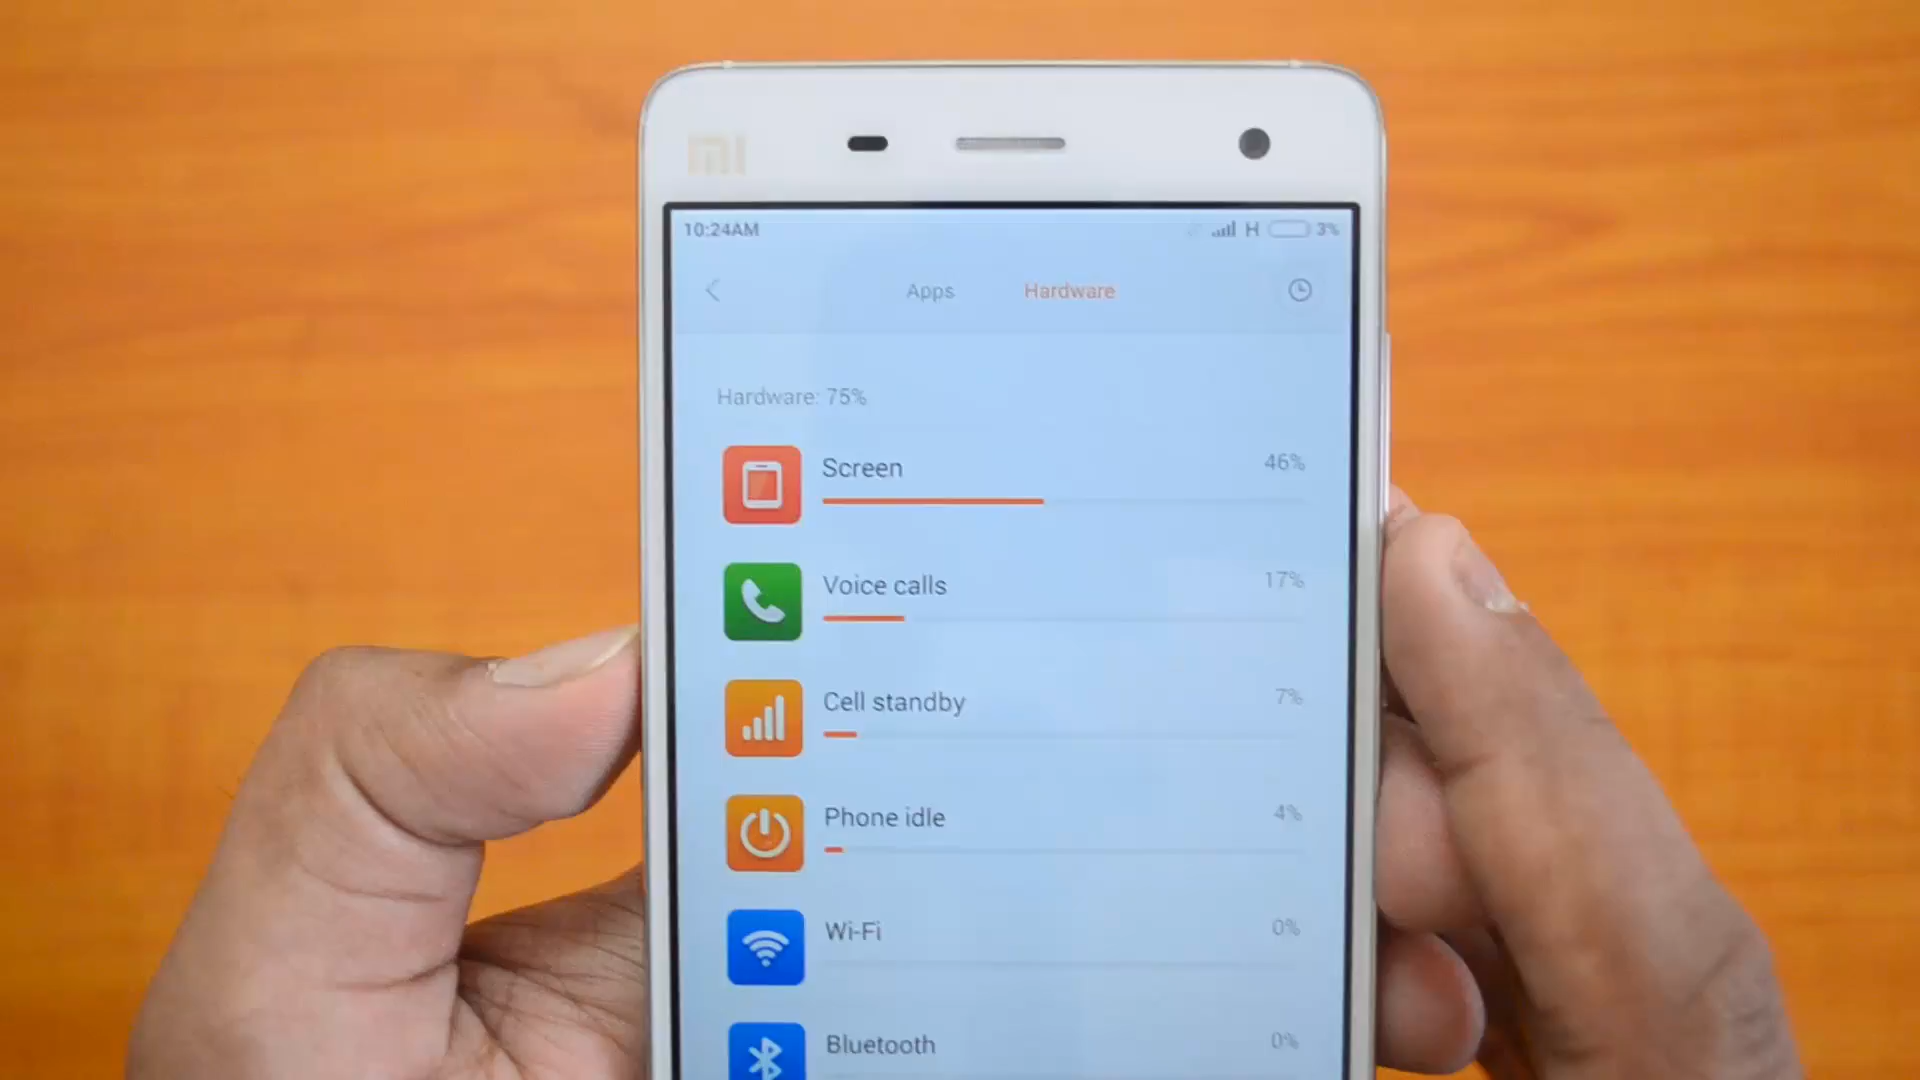 mi
10:24AM
H 3%
Apps Hardware
Hardware: 75%
Screen 46%
Voice calls 17%
Cell standby 7%
Phone idle 4%
Wi-Fi 0%
Bluetooth 0%